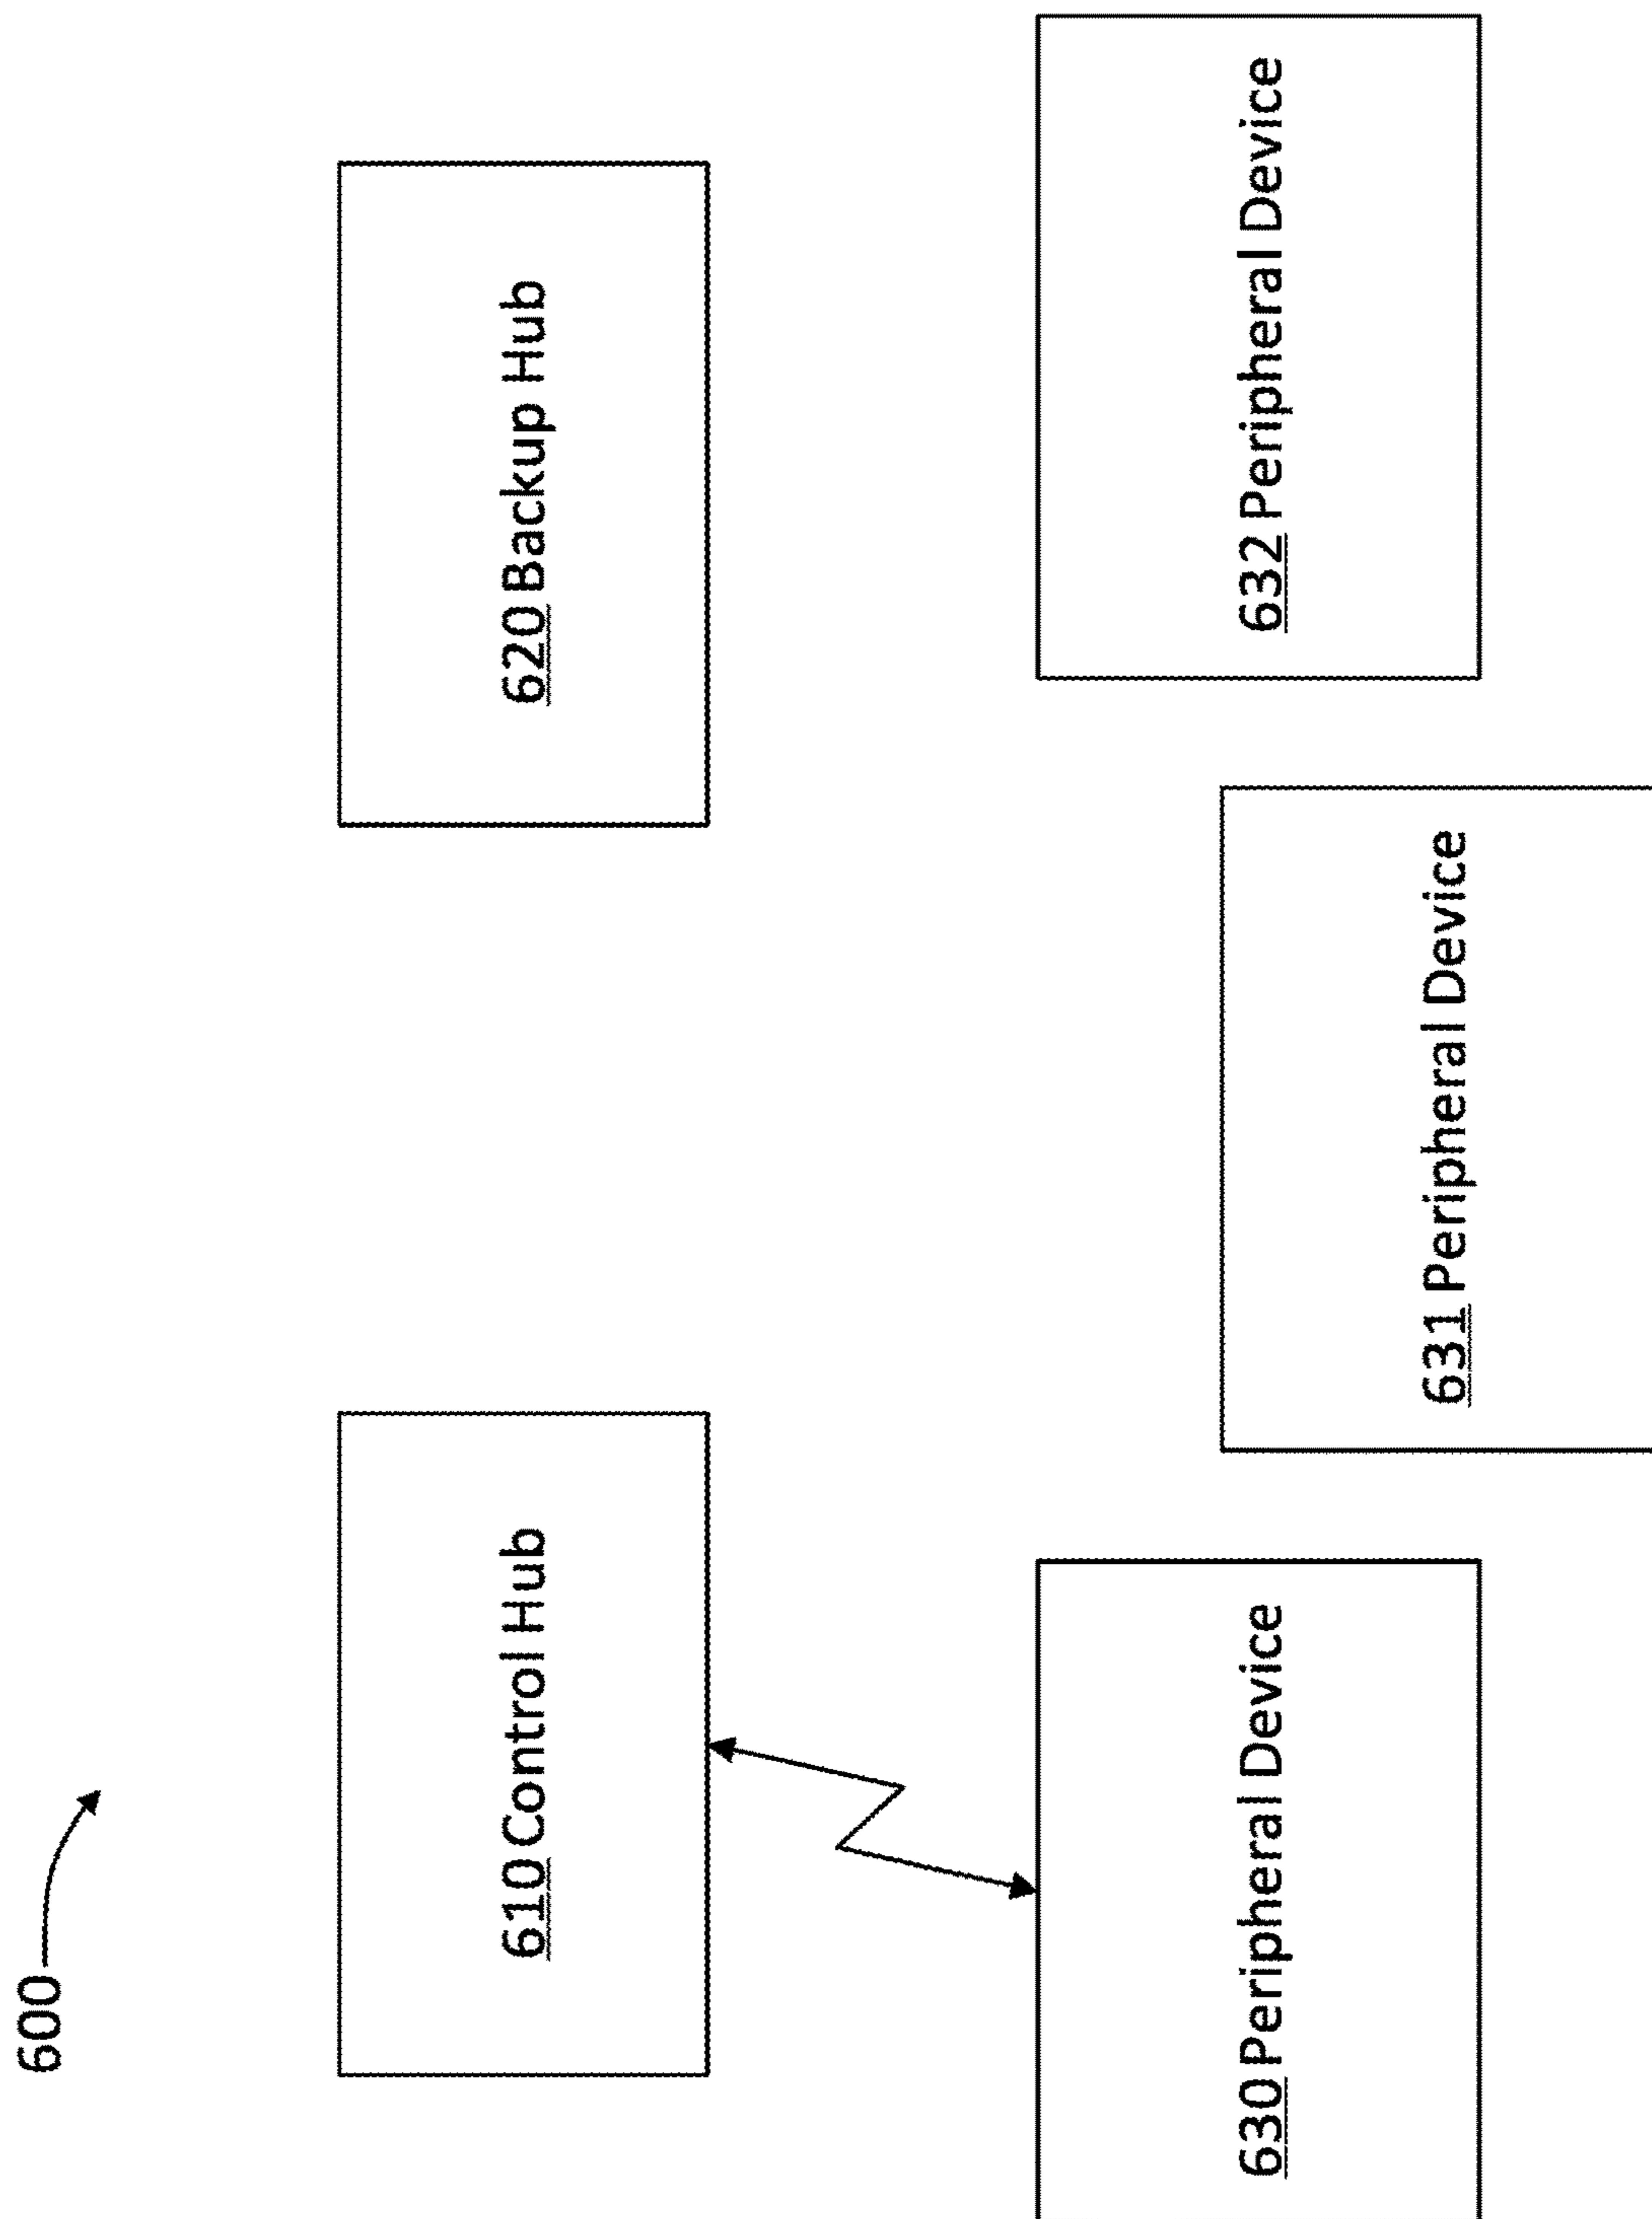 600
610 Control Hub
620 Backup Hub
630 Peripheral Device
631 Peripheral Device
632 Peripheral Device